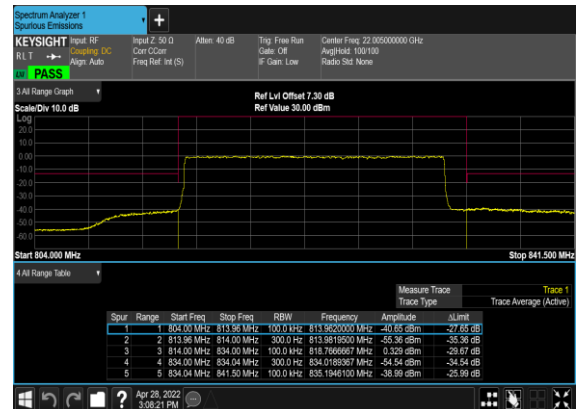 Spectrum Analyzer 1
Spurious Emissions
KEYSIGHT Input: RF Input Z: 50 Ω Atten: 40 dB Trig: Free Run Center Freq: 22.005000000 GHz
RLT Coupling: DC Corr CCorr Gate: Off Avg|Hold: 100/100
Align: Auto Freq Ref: Int (S) IF Gain: Low Radio Std: None
PASS
3 All Range Graph Ref Lvl Offset 7.30 dB
Scale/Div 10.0 dB Ref Value 30.00 dBm
Log
20.0
10.0
0.00
-10.0
-20.0
-30.0
-40.0
-50.0
-60.0
Start 804.000 MHz Stop 841.500 MHz
4 All Range Table
Measure Trace Trace 1
Trace Type Trace Average (Active)
Spur Range Start Freq Stop Freq RBW Frequency Amplitude ΔLimit
1 1 804.00 MHz 813.96 MHz 100.0 kHz 813.9620000 MHz -40.65 dBm -27.65 dB
2 2 813.96 MHz 814.00 MHz 300.0 Hz 813.9819500 MHz -55.36 dBm -35.36 dB
3 3 814.00 MHz 834.00 MHz 100.0 kHz 818.7666667 MHz 0.329 dBm -29.67 dB
4 4 834.00 MHz 834.04 MHz 300.0 Hz 834.0189367 MHz -54.54 dBm -34.54 dB
5 5 834.04 MHz 841.50 MHz 100.0 kHz 835.1946100 MHz -38.99 dBm -25.99 dB
? Apr 28, 2022
3:08:21 PM